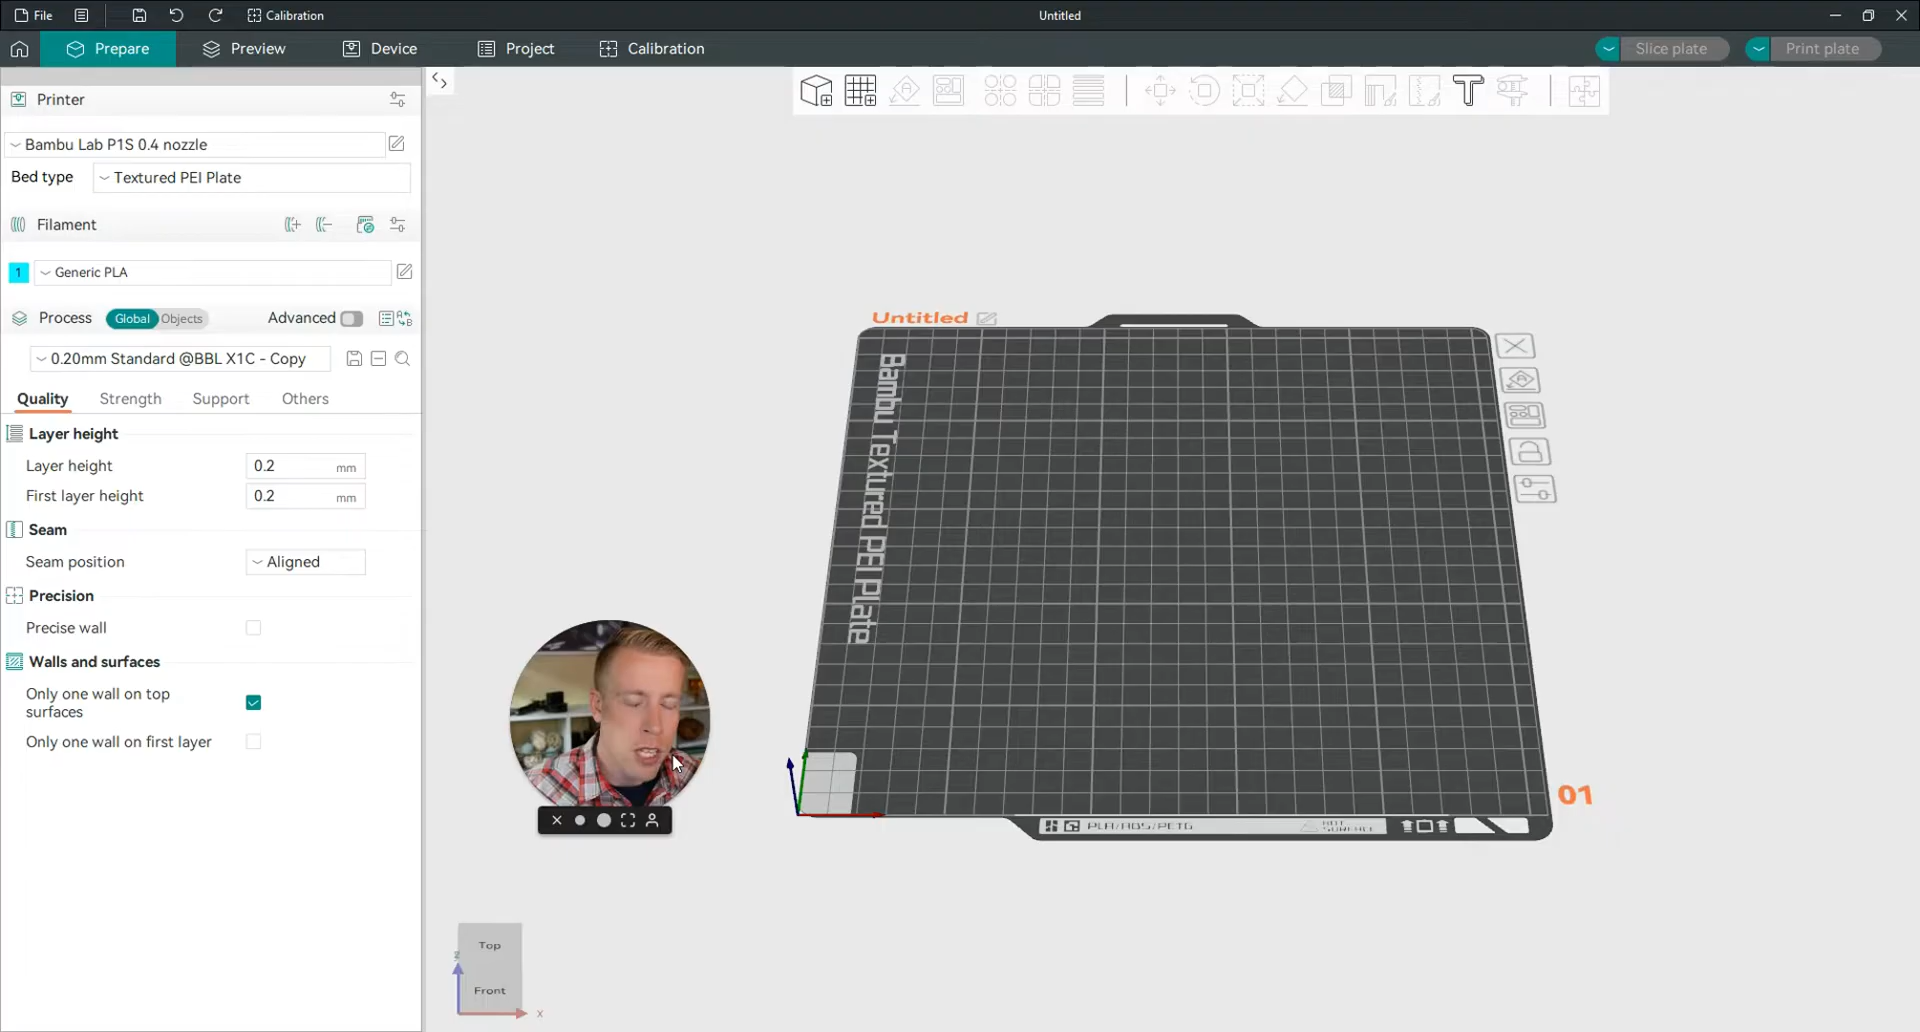 File
Calibration
Untitled
Prepare
Preview
Device
Project
Calibration
Slice plate
Print plate
Printer
Bambu Lab P1S 0.4 nozzle
Bed type
Textured PEI Plate
Filament
1
Generic PLA
Process
Global
Objects
Advanced
0.20mm Standard @BBL X1C - Copy
Quality
Strength
Support
Others
Layer height
Layer height
0.2
mm
First layer height
0.2
mm
Seam
Seam position
Aligned
Precision
Precise wall
Walls and surfaces
Only one wall on top
surfaces
Only one wall on first layer
Untitled
Bambu Textured PEI Plate
01
PLA/ABS/PETG
HOT
SURFACE
Top
Front
x